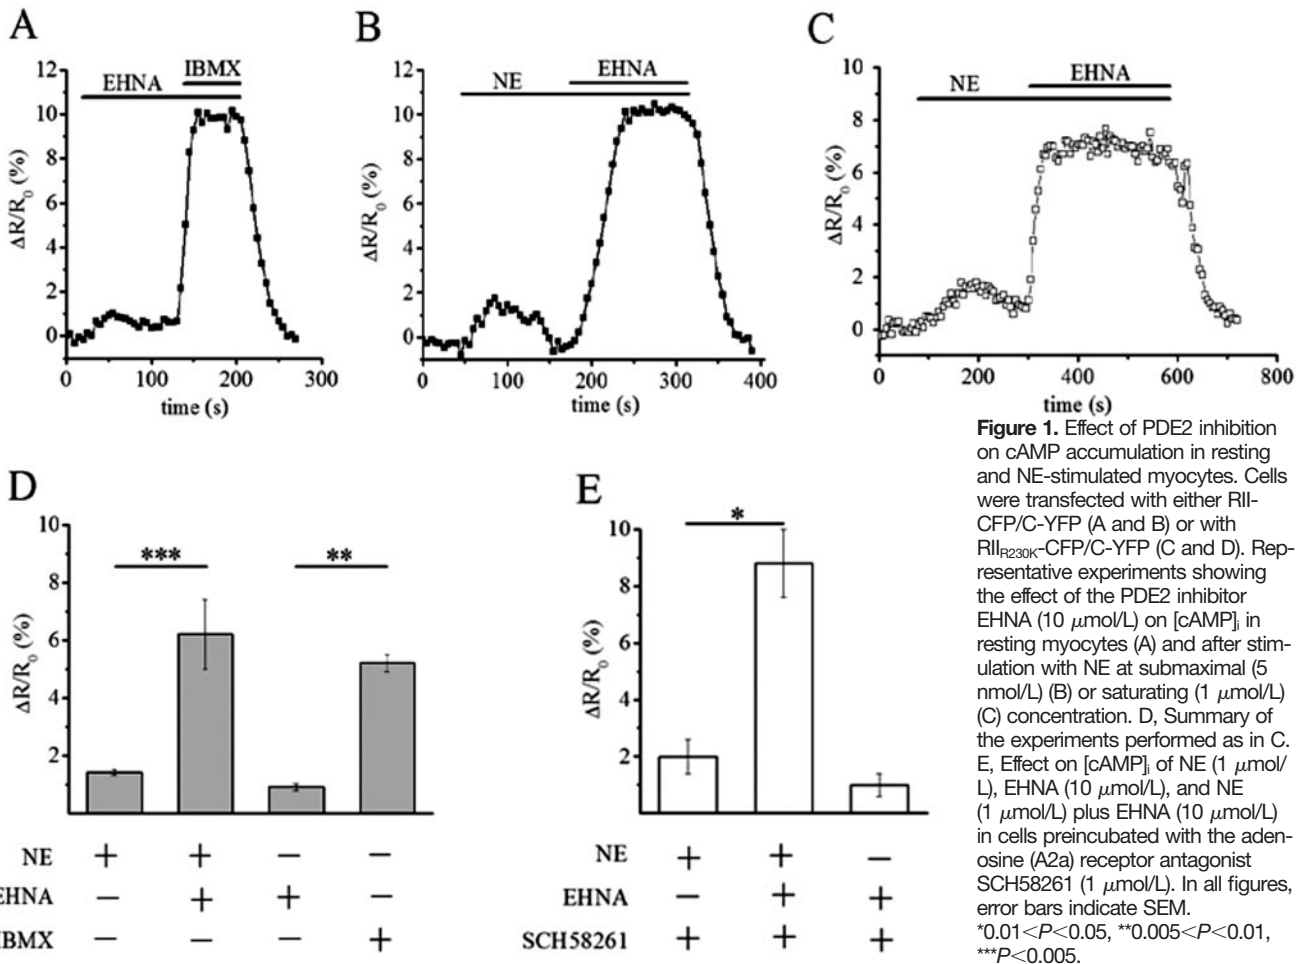 A
IBMX
EHNA
12
10
8
6
4
2
0
ΔR/R0 (%)
0 100 200 300
time (s)
B
EHNA
NE
12
10
8
6
4
2
0
ΔR/R0 (%)
0 100 200 300 400
time (s)
C
EHNA
NE
10
8
6
4
2
0
ΔR/R0 (%)
0 200 400 600 800
time (s)
D
10
8
6
4
2
ΔR/R0 (%)
*** **
NE + + − −
EHNA − + + −
IBMX − − − +
E
10
8
6
4
2
ΔR/R0 (%)
*
NE + + −
EHNA − + +
SCH58261 + + +
Figure 1. Effect of PDE2 inhibition
on cAMP accumulation in resting
and NE-stimulated myocytes. Cells
were transfected with either RII-
CFP/C-YFP (A and B) or with
RIIR230K-CFP/C-YFP (C and D). Rep-
resentative experiments showing
the effect of the PDE2 inhibitor
EHNA (10 μmol/L) on [cAMP]i in
resting myocytes (A) and after stim-
ulation with NE at submaximal (5
nmol/L) (B) or saturating (1 μmol/L)
(C) concentration. D, Summary of
the experiments performed as in C.
E, Effect on [cAMP]i of NE (1 μmol/
L), EHNA (10 μmol/L), and NE
(1 μmol/L) plus EHNA (10 μmol/L)
in cells preincubated with the aden-
osine (A2a) receptor antagonist
SCH58261 (1 μmol/L). In all figures,
error bars indicate SEM.
*0.01<P<0.05, **0.005<P<0.01,
***P<0.005.